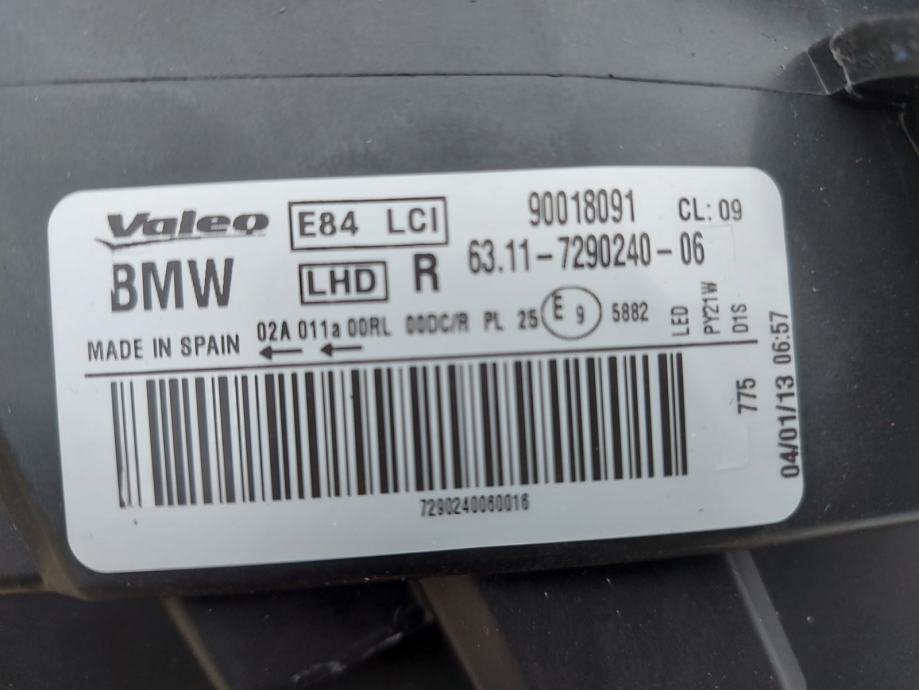 Valeo E84 LCI 90018091 CL: 09
BMW LHD R 63.11-7290240-06
MADE IN SPAIN 02A 011a 00RL 00DC/R PL 25 E 9 5882
LED
PY21W
D1S
775
04/01/13 06:57
7290240060016